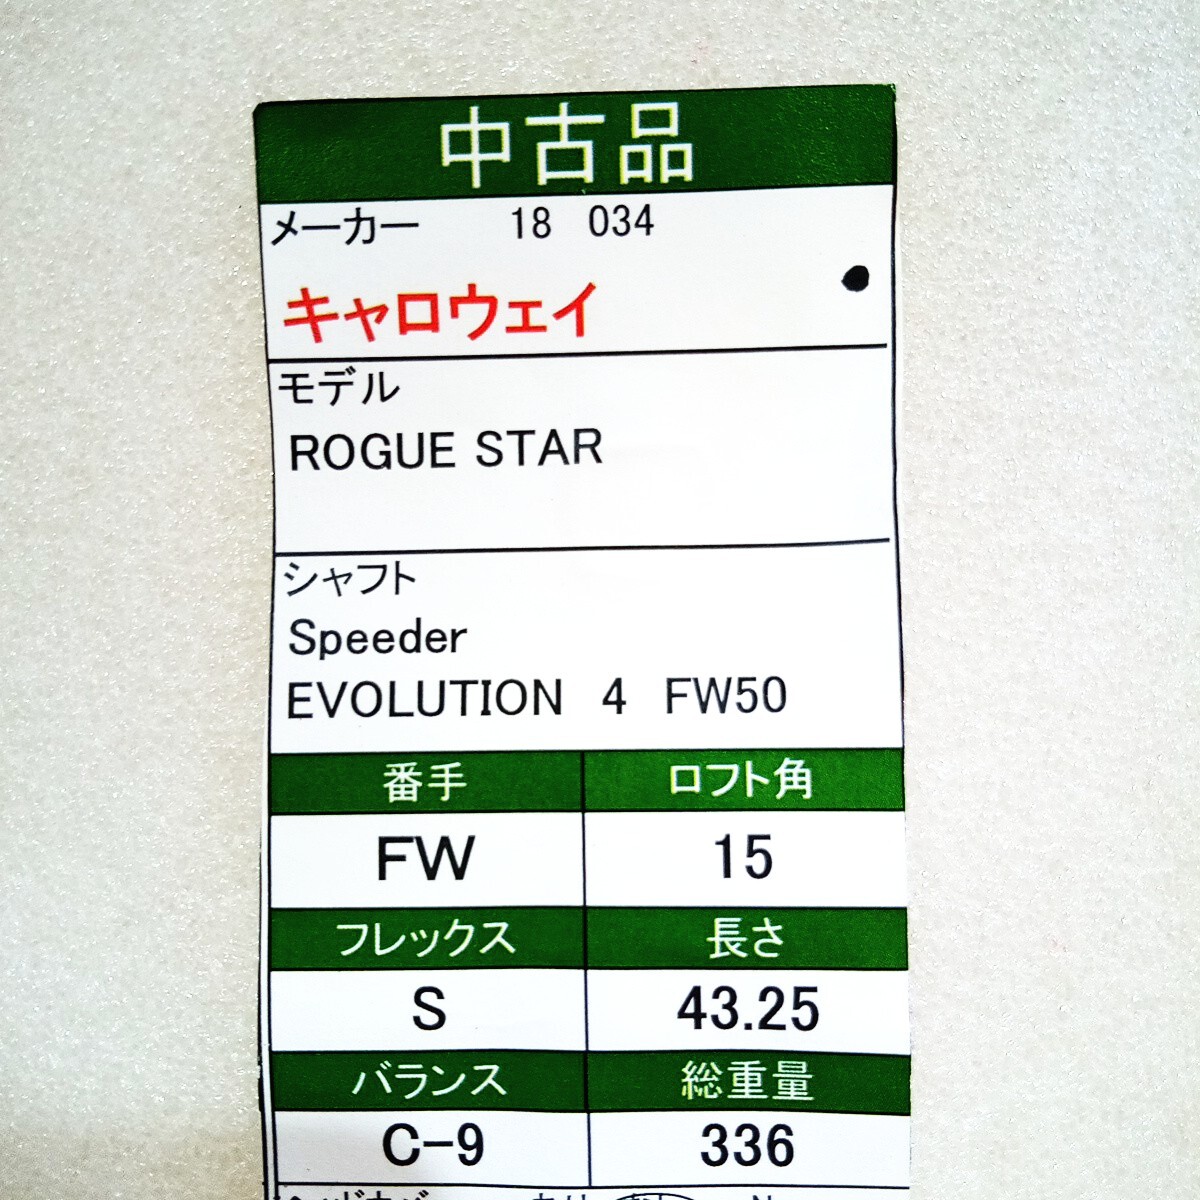 中古品
メーカー 18 034
キャロウェイ
モデル
ROGUE STAR
シャフト
Speeder
EVOLUTION 4 FW50
番手 ロフト角
FW 15
フレックス 長さ
S 43.25
バランス 総重量
C-9 336